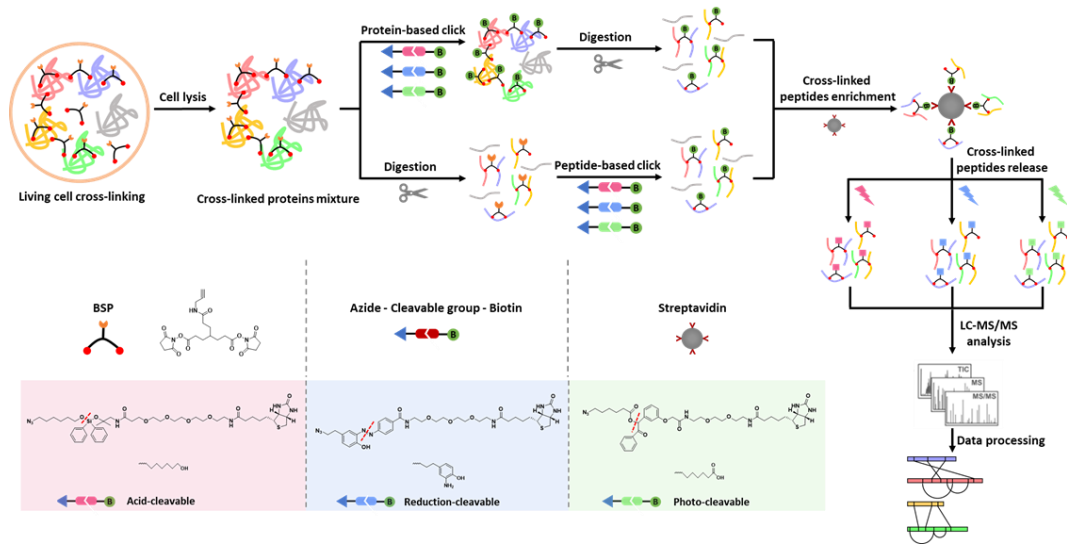 Protein-based click
B
B
B
Digestion
Cell lysis
Cross-linked
peptides enrichment
Living cell cross-linking
Cross-linked proteins mixture
Digestion
Peptide-based click
B
B
B
Cross-linked
peptides release
BSP
Azide - Cleavable group - Biotin
B
Streptavidin
LC-MS/MS
analysis
TIC
MS
MS/MS
Data processing
Acid-cleavable
B
Reduction-cleavable
B
Photo-cleavable
B